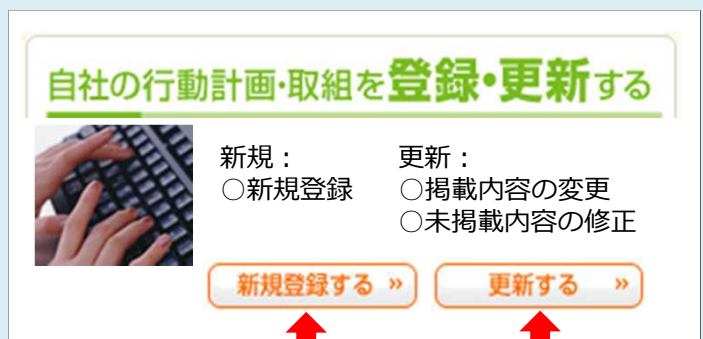 自社の行動計画・取組を登録・更新する
新規： 更新：
○新規登録 ○掲載内容の変更
○未掲載内容の修正
新規登録する » 更新する »